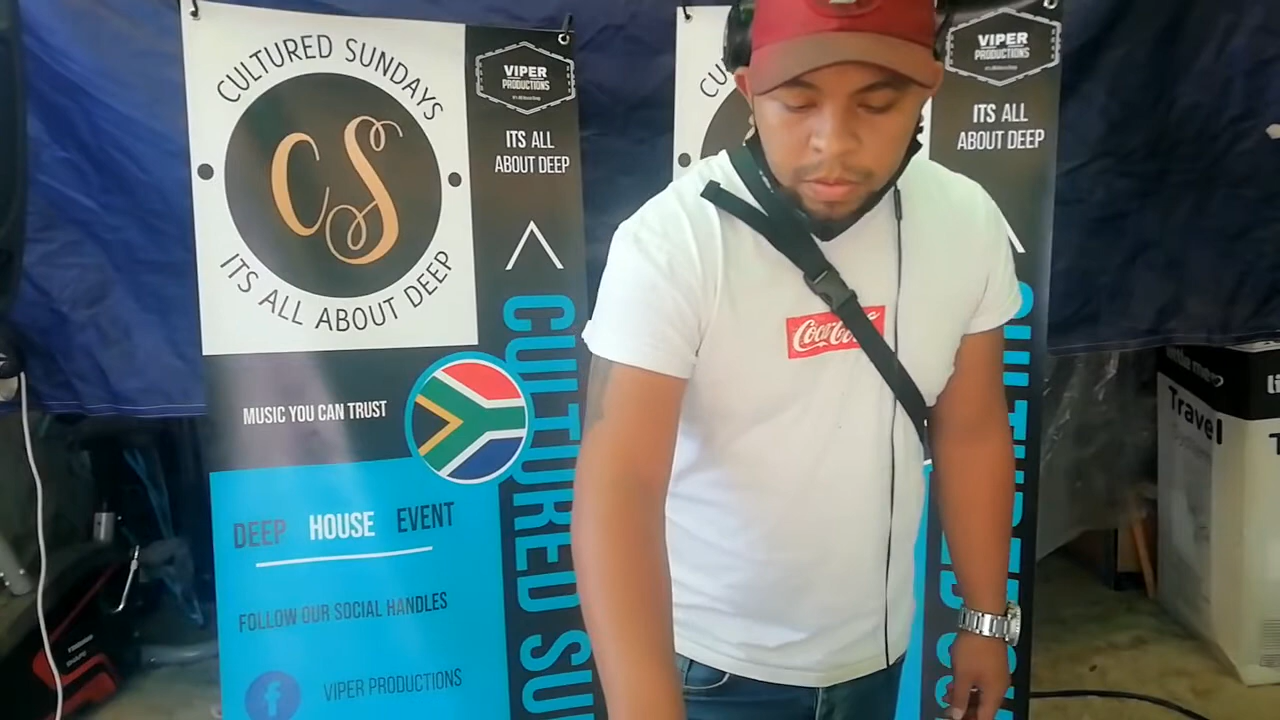 CULTURED SUNDAYS
CS
ITS ALL ABOUT DEEP
VIPER
PRODUCTIONS
ITS ALL
ABOUT DEEP
MUSIC YOU CAN TRUST
DEEP HOUSE EVENT
FOLLOW OUR SOCIAL HANDLES
f VIPER PRODUCTIONS
CULTURED SU
CU
VIPER
PRODUCTIONS
ITS ALL
ABOUT DEEP
Coca-Cola
Travel